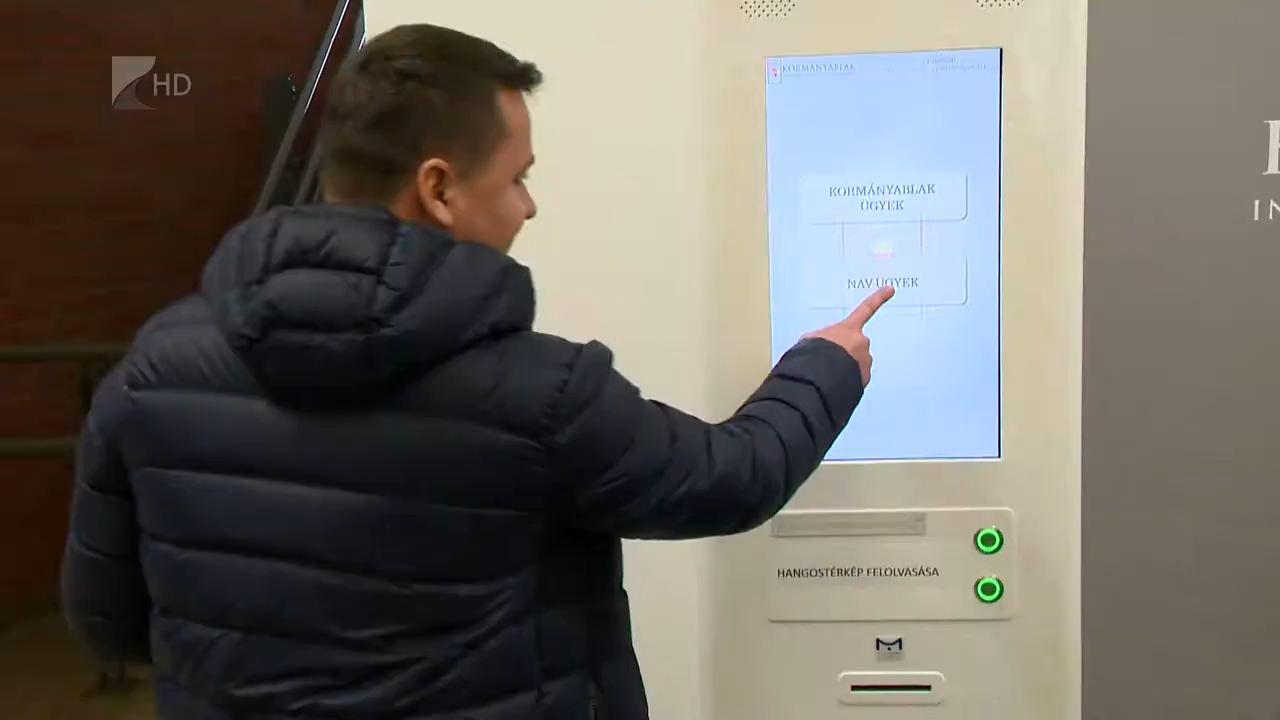 HD
KORMÁNYABLAK
KORMÁNYABLAK
ÜGYEK
NAV ÜGYEK
HANGOSTÉRKÉP FELOLVASÁSA